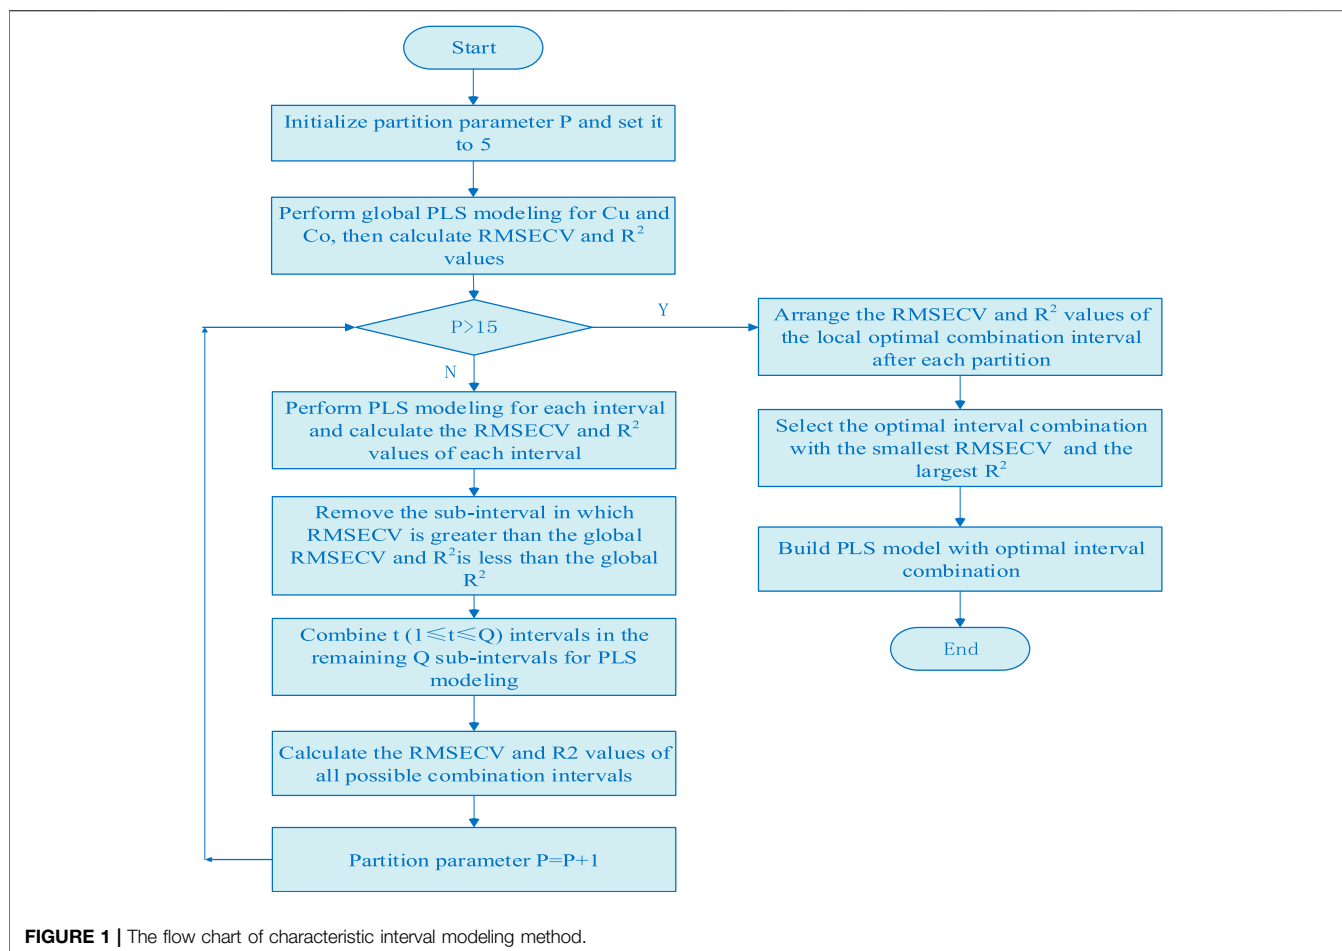 Start
Initialize partition parameter P and set it
to 5
Perform global PLS modeling for Cu and
Co, then calculate RMSECV and R²
values
P>15
Y
N
Perform PLS modeling for each interval
and calculate the RMSECV and R²
values of each interval
Remove the sub-interval in which
RMSECV is greater than the global
RMSECV and R²is less than the global
R²
Combine t (1≤t≤Q) intervals in the
remaining Q sub-intervals for PLS
modeling
Calculate the RMSECV and R2 values of
all possible combination intervals
Partition parameter P=P+1
Arrange the RMSECV and R² values of
the local optimal combination interval
after each partition
Select the optimal interval combination
with the smallest RMSECV and the
largest R²
Build PLS model with optimal interval
combination
End
FIGURE 1 | The flow chart of characteristic interval modeling method.